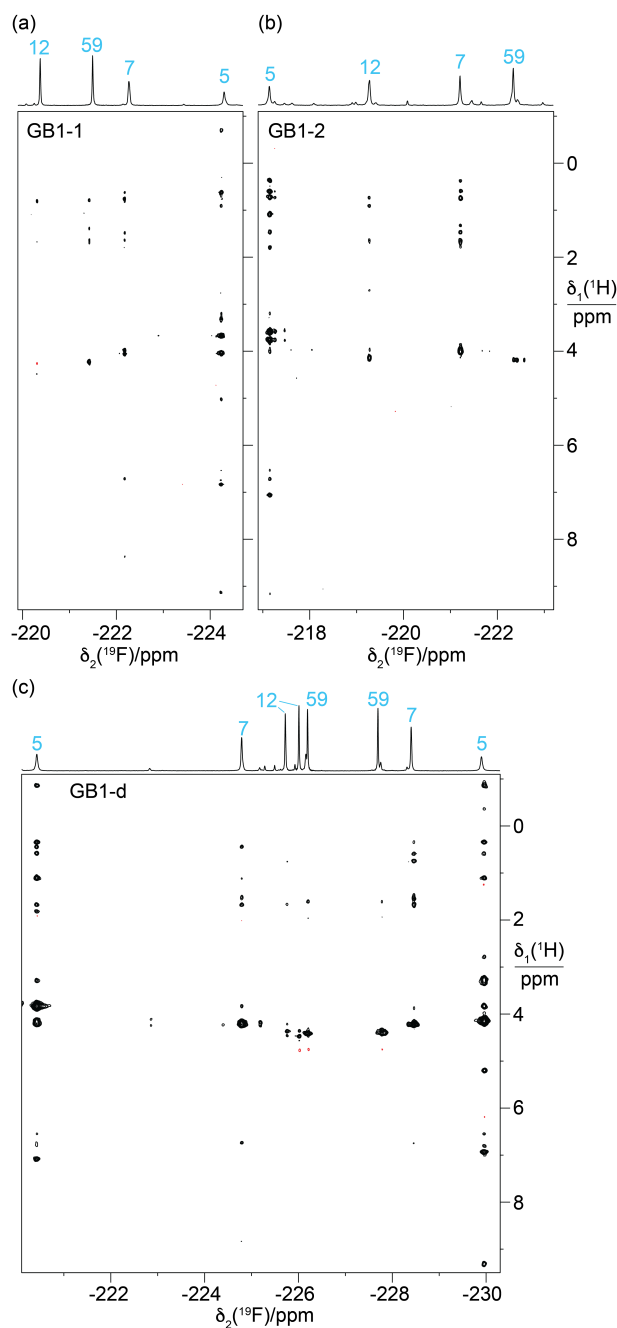 (a)
12 59 7 5
GB1-1
-220 -222 -224
δ2(19F)/ppm
(b)
5 12 7 59
GB1-2
0
2
δ1(1H)
ppm
4
6
8
-218 -220 -222
δ2(19F)/ppm
(c)
5 7 12 59 59 7 5
GB1-d
0
2
δ1(1H)
ppm
4
6
8
-222 -224 -226 -228 -230
δ2(19F)/ppm